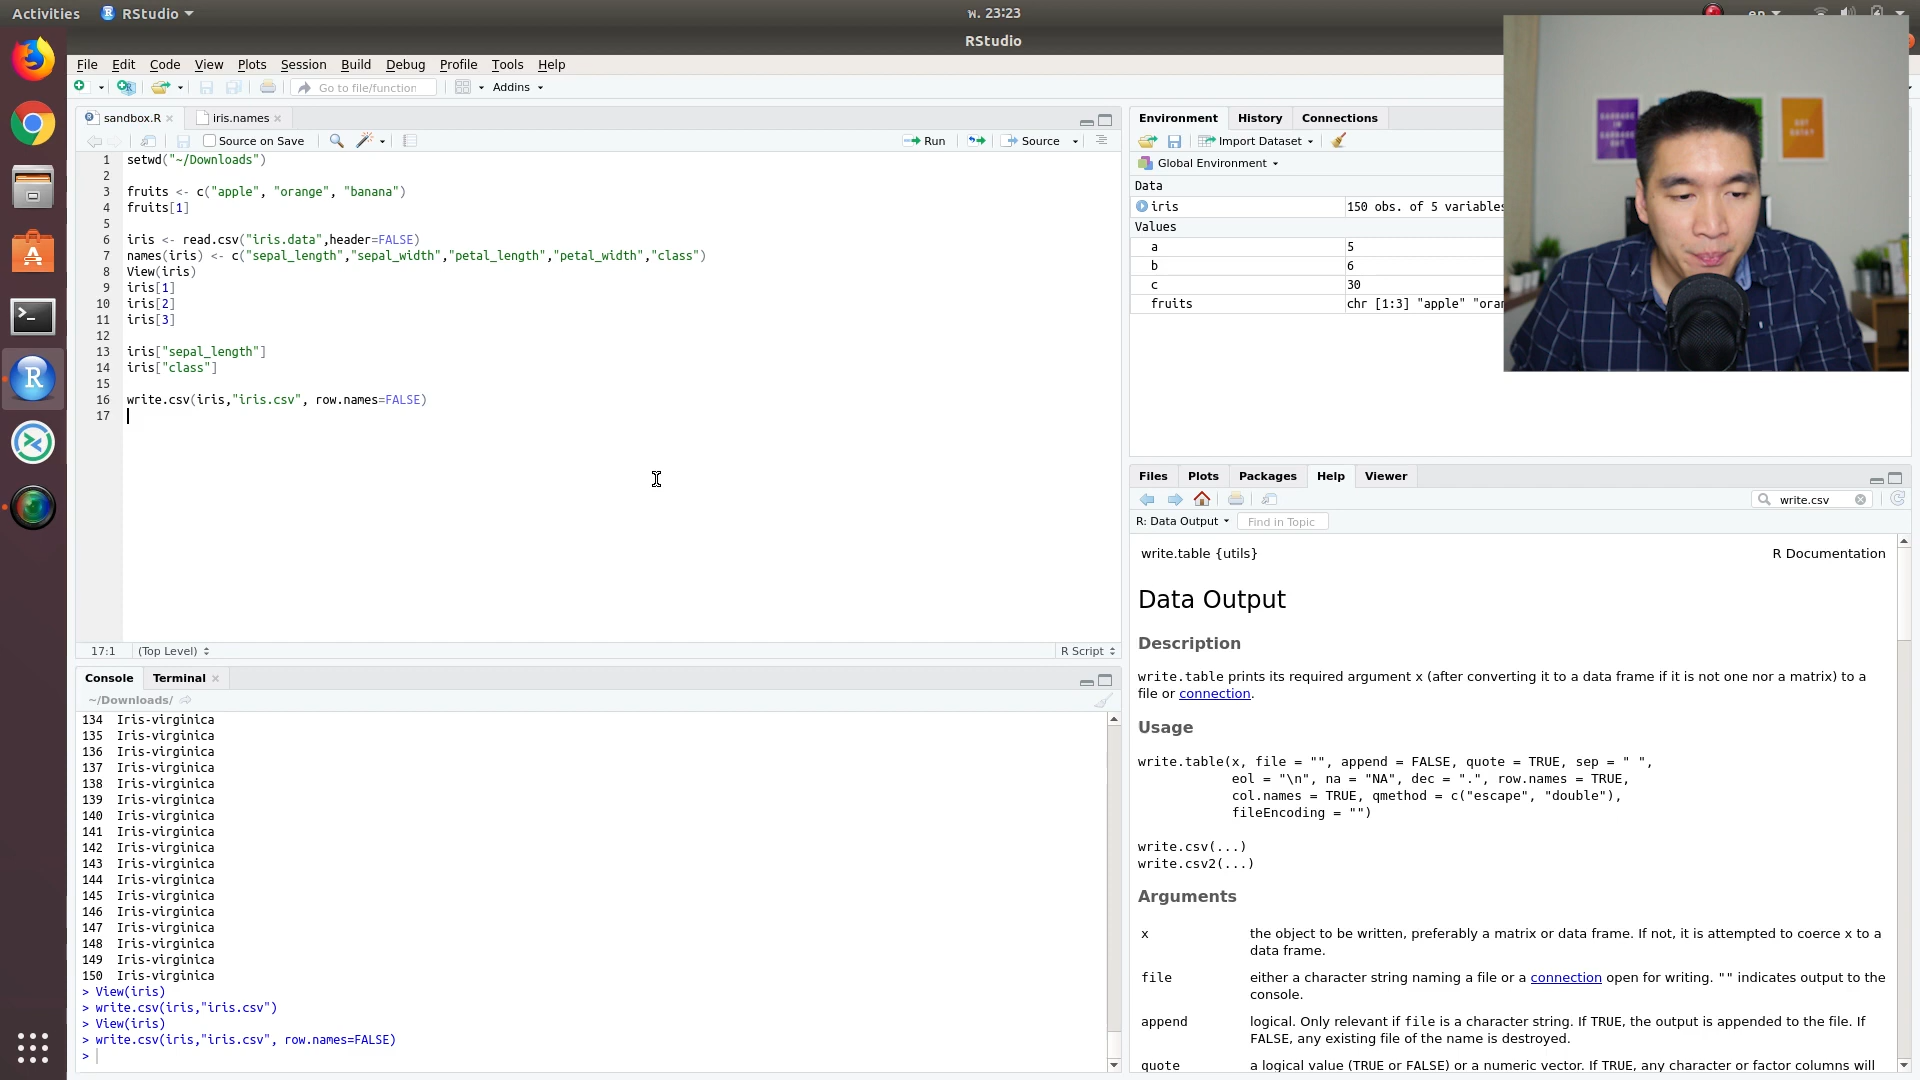 Activities RStudio พ. 23:23 en
RStudio
File Edit Code View Plots Session Build Debug Profile Tools Help
Go to file/function Addins
sandbox.R iris.names
Source on Save Run Source
1 setwd("~/Downloads")
2
3 fruits <- c("apple", "orange", "banana")
4 fruits[1]
5
6 iris <- read.csv("iris.data",header=FALSE)
7 names(iris) <- c("sepal_length","sepal_width","petal_length","petal_width","class")
8 View(iris)
9 iris[1]
10 iris[2]
11 iris[3]
12
13 iris["sepal_length"]
14 iris["class"]
15
16 write.csv(iris,"iris.csv", row.names=FALSE)
17
17:1 (Top Level) R Script
Console Terminal
~/Downloads/
134 Iris-virginica
135 Iris-virginica
136 Iris-virginica
137 Iris-virginica
138 Iris-virginica
139 Iris-virginica
140 Iris-virginica
141 Iris-virginica
142 Iris-virginica
143 Iris-virginica
144 Iris-virginica
145 Iris-virginica
146 Iris-virginica
147 Iris-virginica
148 Iris-virginica
149 Iris-virginica
150 Iris-virginica
> View(iris)
> write.csv(iris,"iris.csv")
> View(iris)
> write.csv(iris,"iris.csv", row.names=FALSE)
>
Environment History Connections
Import Dataset
Global Environment
Data
iris 150 obs. of 5 variables
Values
a 5
b 6
c 30
fruits chr [1:3] "apple" "oran
Files Plots Packages Help Viewer
write.csv
R: Data Output Find in Topic
write.table {utils} R Documentation
Data Output
Description
write.table prints its required argument x (after converting it to a data frame if it is not one nor a matrix) to a
file or connection.
Usage
write.table(x, file = "", append = FALSE, quote = TRUE, sep = " ",
eol = "\n", na = "NA", dec = ".", row.names = TRUE,
col.names = TRUE, qmethod = c("escape", "double"),
fileEncoding = "")
write.csv(...)
write.csv2(...)
Arguments
x the object to be written, preferably a matrix or data frame. If not, it is attempted to coerce x to a
data frame.
file either a character string naming a file or a connection open for writing. "" indicates output to the
console.
append logical. Only relevant if file is a character string. If TRUE, the output is appended to the file. If
FALSE, any existing file of the name is destroyed.
quote a logical value (TRUE or FALSE) or a numeric vector. If TRUE, any character or factor columns will